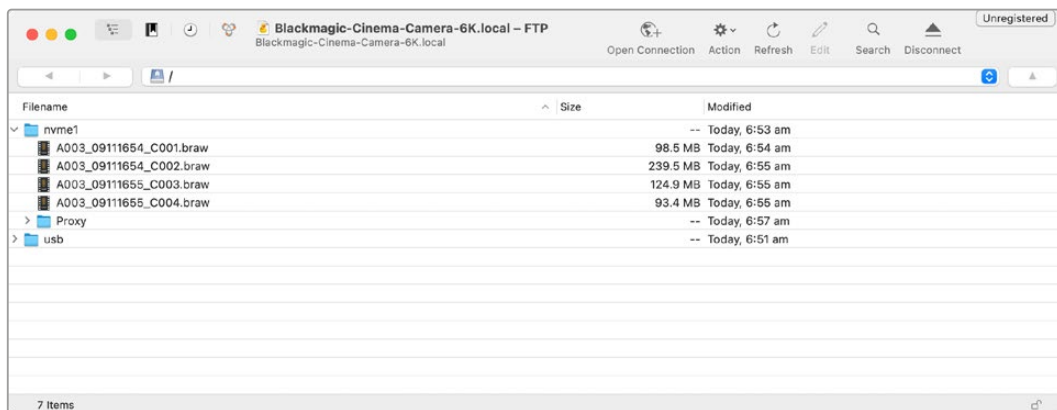 Unregistered
Blackmagic-Cinema-Camera-6K.local – FTP
Blackmagic-Cinema-Camera-6K.local
Open Connection Action Refresh Edit Search Disconnect
/
Filename Size Modified
nvme1 -- Today, 6:53 am
A003_09111654_C001.braw 98.5 MB Today, 6:54 am
A003_09111654_C002.braw 239.5 MB Today, 6:55 am
A003_09111655_C003.braw 124.9 MB Today, 6:55 am
A003_09111655_C004.braw 93.4 MB Today, 6:55 am
Proxy -- Today, 6:57 am
usb -- Today, 6:51 am
7 Items